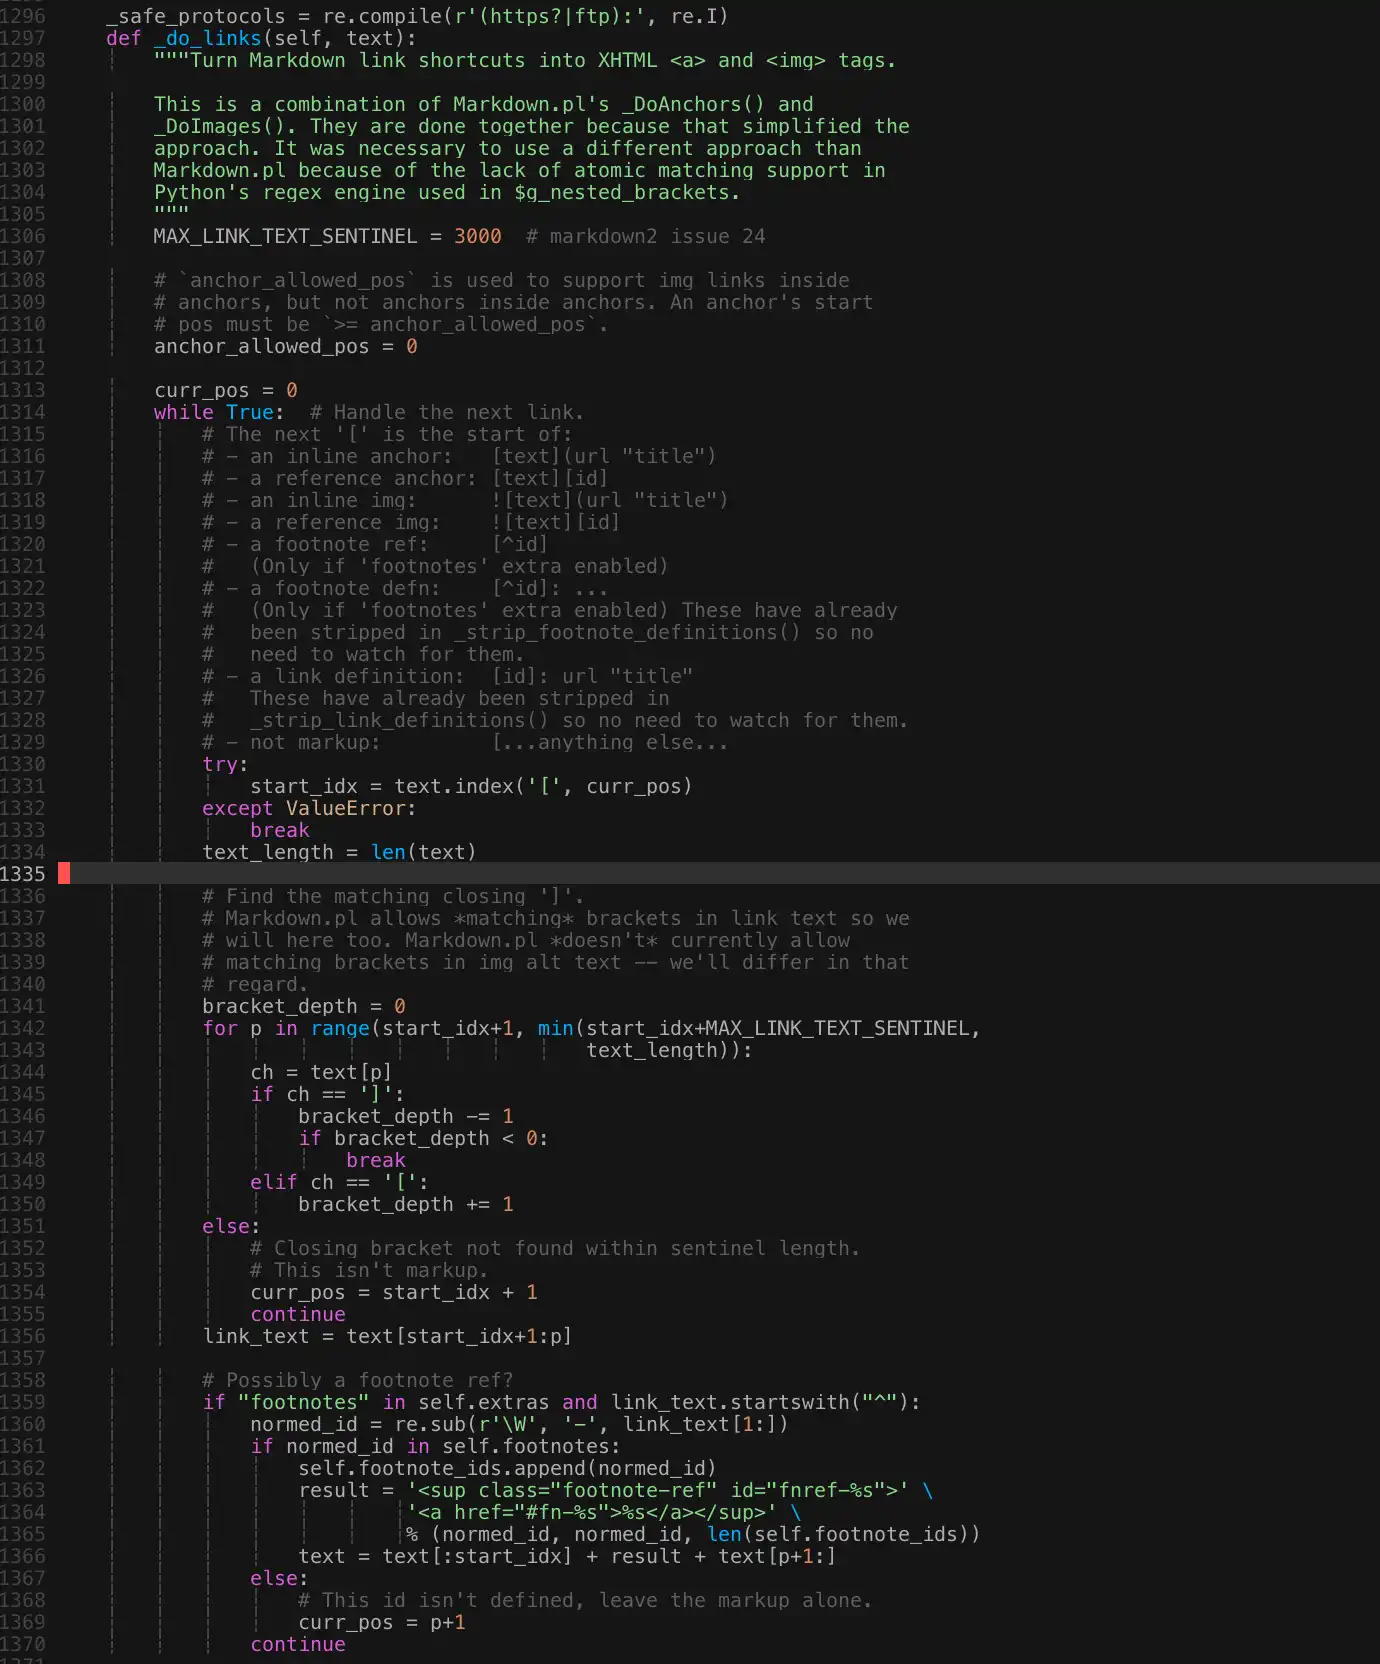 1296     _safe_protocols = re.compile(r'(https?|ftp):', re.I)
1297     def _do_links(self, text):
1298         """Turn Markdown link shortcuts into XHTML <a> and <img> tags.
1299
1300         This is a combination of Markdown.pl's _DoAnchors() and
1301         _DoImages(). They are done together because that simplified the
1302         approach. It was necessary to use a different approach than
1303         Markdown.pl because of the lack of atomic matching support in
1304         Python's regex engine used in $g_nested_brackets.
1305         """
1306         MAX_LINK_TEXT_SENTINEL = 3000  # markdown2 issue 24
1307
1308         # `anchor_allowed_pos` is used to support img links inside
1309         # anchors, but not anchors inside anchors. An anchor's start
1310         # pos must be `>= anchor_allowed_pos`.
1311         anchor_allowed_pos = 0
1312
1313         curr_pos = 0
1314         while True:  # Handle the next link.
1315             # The next '[' is the start of:
1316             # - an inline anchor:   [text](url "title")
1317             # - a reference anchor: [text][id]
1318             # - an inline img:      ![text](url "title")
1319             # - a reference img:    ![text][id]
1320             # - a footnote ref:     [^id]
1321             #   (Only if 'footnotes' extra enabled)
1322             # - a footnote defn:    [^id]: ...
1323             #   (Only if 'footnotes' extra enabled) These have already
1324             #   been stripped in _strip_footnote_definitions() so no
1325             #   need to watch for them.
1326             # - a link definition:  [id]: url "title"
1327             #   These have already been stripped in
1328             #   _strip_link_definitions() so no need to watch for them.
1329             # - not markup:         [...anything else...
1330             try:
1331                 start_idx = text.index('[', curr_pos)
1332             except ValueError:
1333                 break
1334             text_length = len(text)
1335
1336             # Find the matching closing ']'.
1337             # Markdown.pl allows *matching* brackets in link text so we
1338             # will here too. Markdown.pl *doesn't* currently allow
1339             # matching brackets in img alt text -- we'll differ in that
1340             # regard.
1341             bracket_depth = 0
1342             for p in range(start_idx+1, min(start_idx+MAX_LINK_TEXT_SENTINEL,
1343                                             text_length)):
1344                 ch = text[p]
1345                 if ch == ']':
1346                     bracket_depth -= 1
1347                     if bracket_depth < 0:
1348                         break
1349                 elif ch == '[':
1350                     bracket_depth += 1
1351             else:
1352                 # Closing bracket not found within sentinel length.
1353                 # This isn't markup.
1354                 curr_pos = start_idx + 1
1355                 continue
1356             link_text = text[start_idx+1:p]
1357
1358             # Possibly a footnote ref?
1359             if "footnotes" in self.extras and link_text.startswith("^"):
1360                 normed_id = re.sub(r'\W', '-', link_text[1:])
1361                 if normed_id in self.footnotes:
1362                     self.footnote_ids.append(normed_id)
1363                     result = '<sup class="footnote-ref" id="fnref-%s">' \
1364                              '<a href="#fn-%s">%s</a></sup>' \
1365                              % (normed_id, normed_id, len(self.footnote_ids))
1366                     text = text[:start_idx] + result + text[p+1:]
1367                 else:
1368                     # This id isn't defined, leave the markup alone.
1369                     curr_pos = p+1
1370                 continue
1371